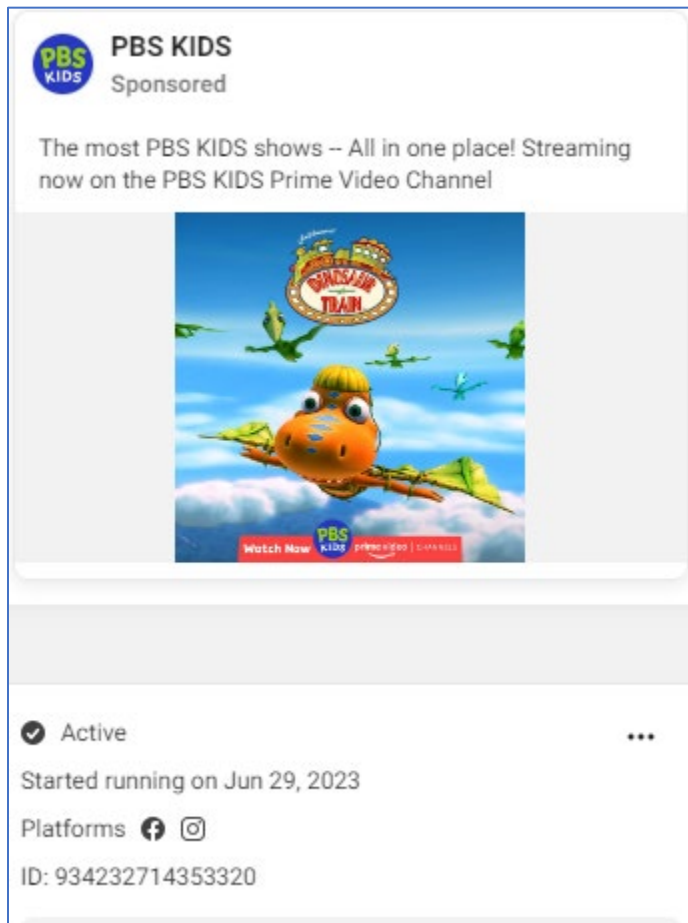 PBS
KIDS
PBS KIDS
Sponsored
The most PBS KIDS shows -- All in one place! Streaming
now on the PBS KIDS Prime Video Channel
DINOSAUR
TRAIN
Watch Now PBS KIDS prime video | CHANNELS
Active
Started running on Jun 29, 2023
Platforms
ID: 934232714353320